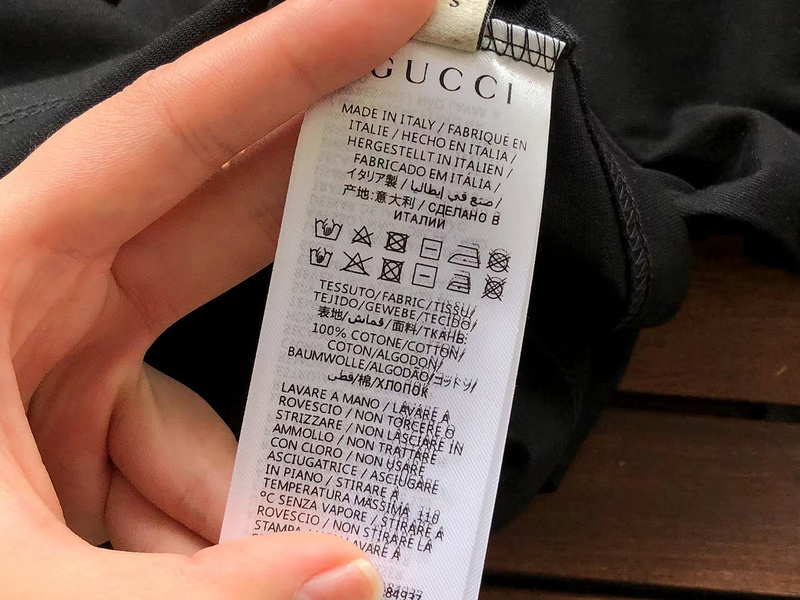 S
GUCCI
MADE IN ITALY / FABRIQUÉ EN
ITALIE / HECHO EN ITALIA /
HERGESTELLT IN ITALIEN /
FABRICADO EM ITÁLIA /
イタリア製 / صنع في إيطاليا /
产地:意大利 / СДЕЛАНО В
ИТАЛИИ
TESSUTO/FABRIC/TISSU/
TEJIDO/GEWEBE/TECIDO/
表地/قماش/面料/ТКАНЬ:
100% COTONE/COTTON/
COTON/ALGODON/
BAUMWOLLE/ALGODÃO/コットン/
قطن/棉/ХЛОПОК
LAVARE A MANO / LAVARE A
ROVESCIO / NON TORCERE O
STRIZZARE / NON LASCIARE IN
AMMOLLO / NON TRATTARE
CON CLORO / NON USARE
ASCIUGATRICE / ASCIUGARE
IN PIANO / STIRARE A
TEMPERATURA MASSIMA 110
°C SENZA VAPORE / STIRARE A
ROVESCIO / NON STIRARE LA
STAMPA LAVARE A
84937